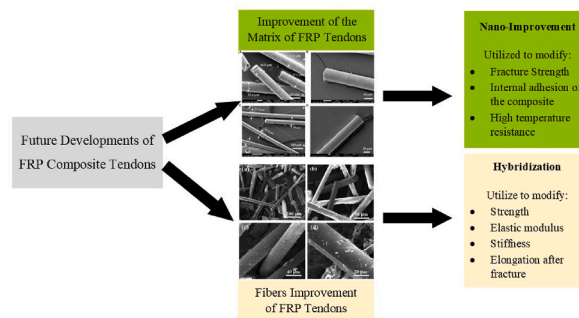 Improvement of the
Matrix of FRP Tendons
Future Developments of
FRP Composite Tendons
(a)
(b)
(c)
(d)
Fibers Improvement
of FRP Tendons
Nano-Improvement
Utilized to modify:
• Fracture Strength
• Internal adhesion of
the composite
• High temperature
resistance
Hybridization
Utilize to modify:
• Strength
• Elastic modulus
• Stiffness
• Elongation after
fracture